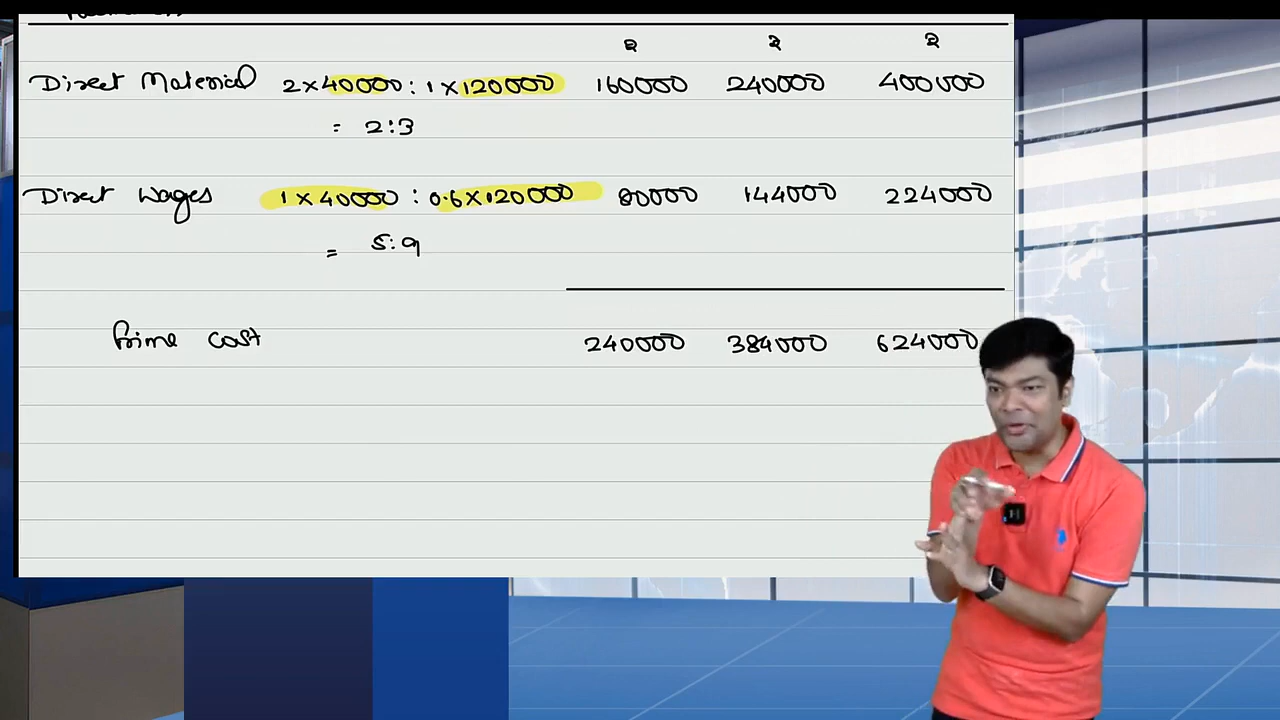 ₹ ₹ ₹
Direct Material 2×40000 : 1×120000 160000 240000 400000
= 2:3
Direct Wages 1×40000 : 0.6×120000 80000 144000 224000
= 5:9
Prime Cost 240000 384000 624000